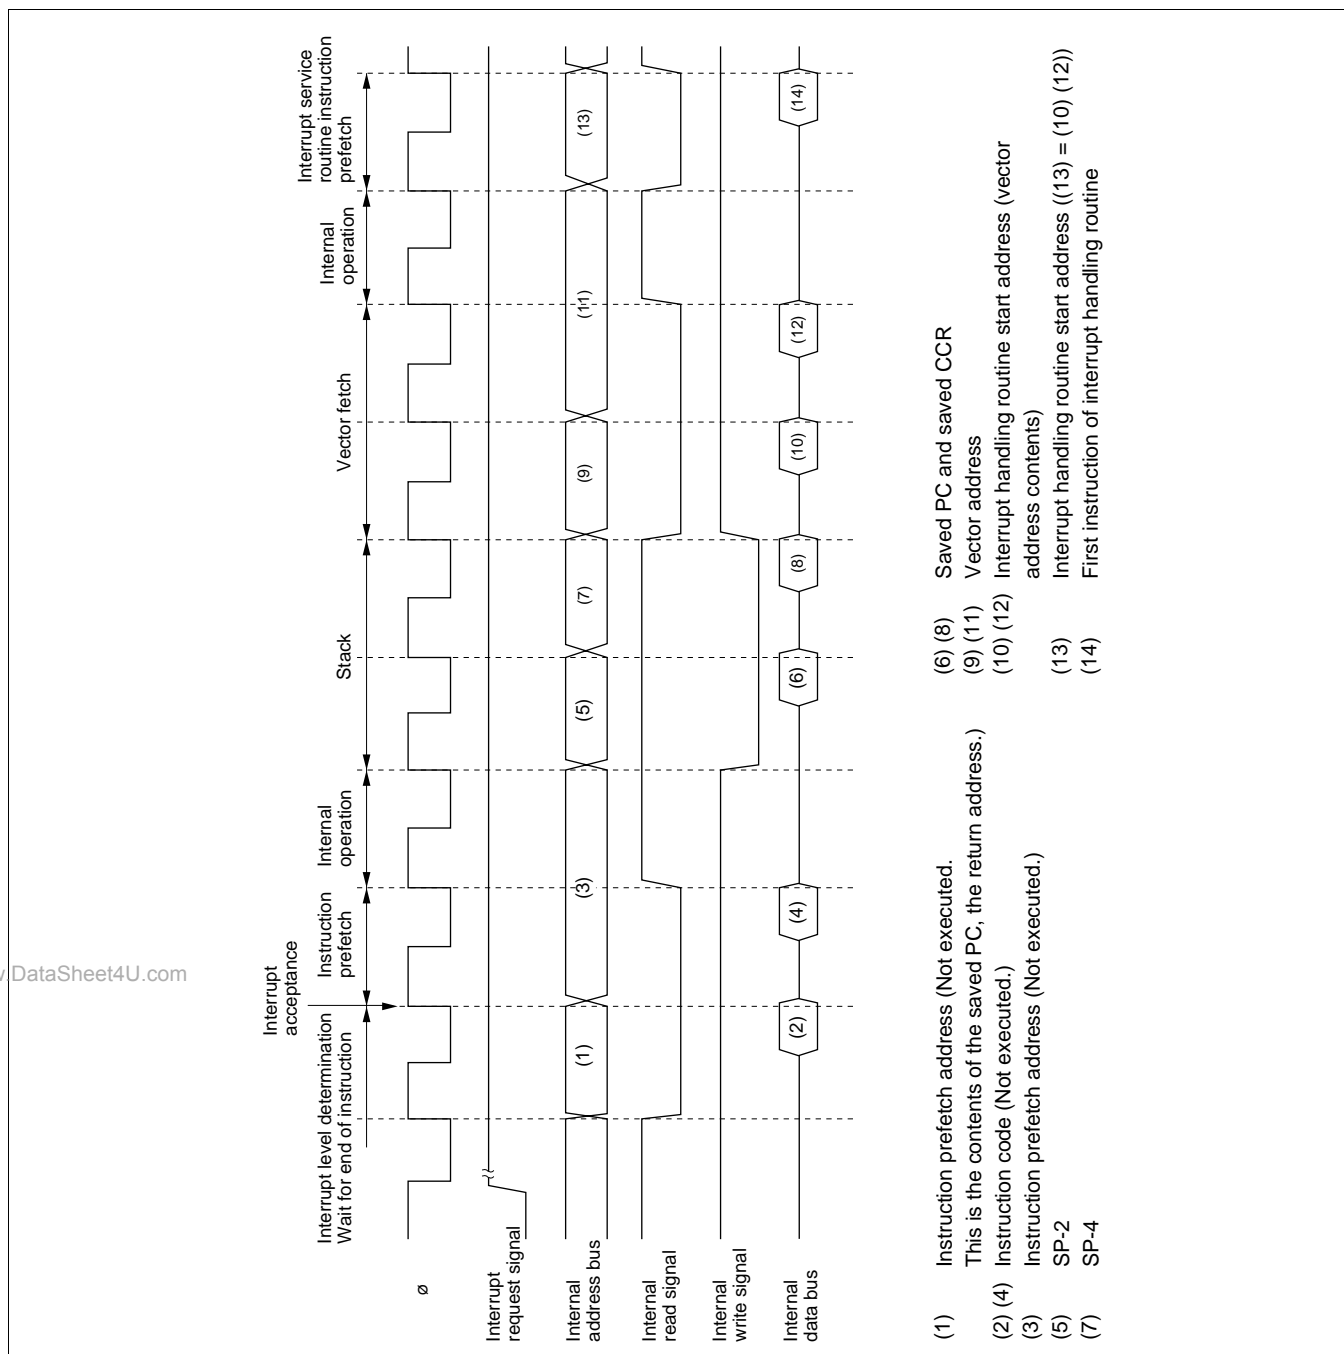 Interrupt level determination
Wait for end of instruction
Interrupt
acceptance
Instruction
prefetch
Internal
operation
Stack
Vector fetch
Internal
operation
Interrupt service
routine instruction
prefetch
ø
Interrupt
request signal
Internal
address bus
(1)
(3)
(5)
(7)
(9)
(11)
(13)
Internal
read signal
Internal
write signal
Internal
data bus
(2)
(4)
(6)
(8)
(10)
(12)
(14)
(1) Instruction prefetch address (Not executed.
This is the contents of the saved PC, the return address.)
(2) (4) Instruction code (Not executed.)
(3) Instruction prefetch address (Not executed.)
(5) SP-2
(7) SP-4
(6) (8) Saved PC and saved CCR
(9) (11) Vector address
(10) (12) Interrupt handling routine start address (vector
address contents)
(13) Interrupt handling routine start address ((13) = (10) (12))
(14) First instruction of interrupt handling routine
.DataSheet4U.com